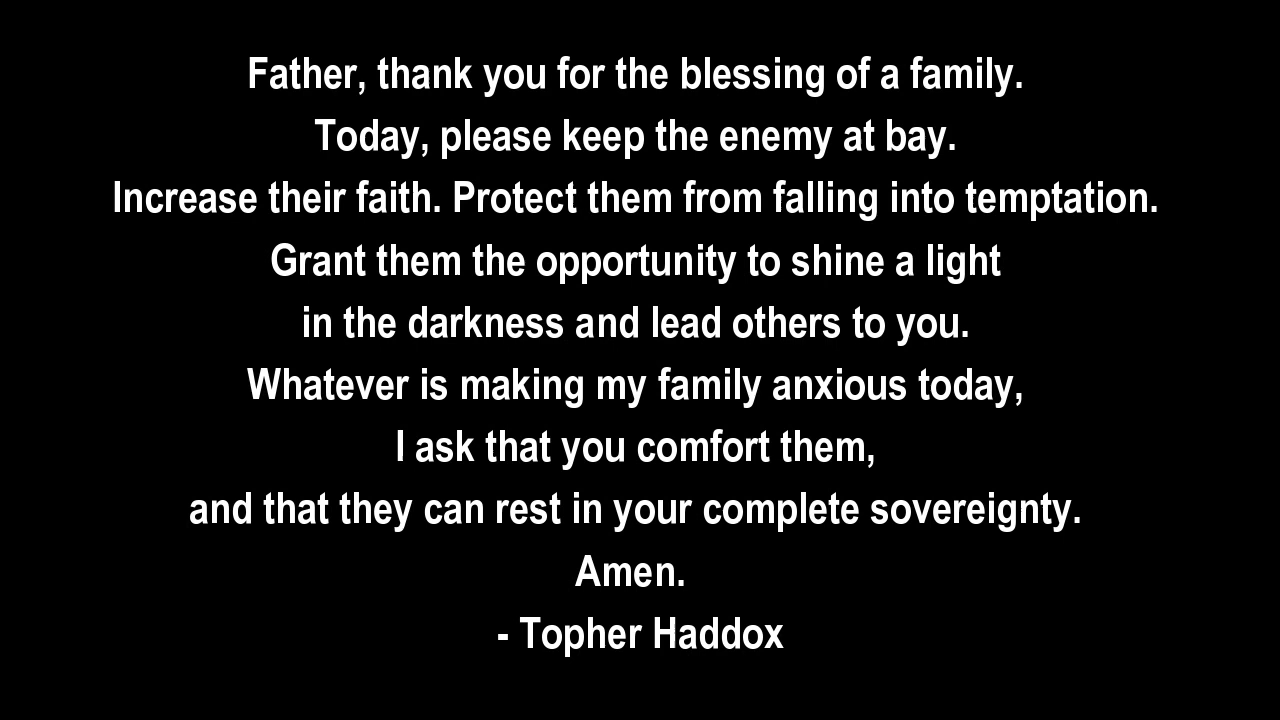 Father, thank you for the blessing of a family.
Today, please keep the enemy at bay.
Increase their faith. Protect them from falling into temptation.
Grant them the opportunity to shine a light
in the darkness and lead others to you.
Whatever is making my family anxious today,
I ask that you comfort them,
and that they can rest in your complete sovereignty.
Amen.
- Topher Haddox